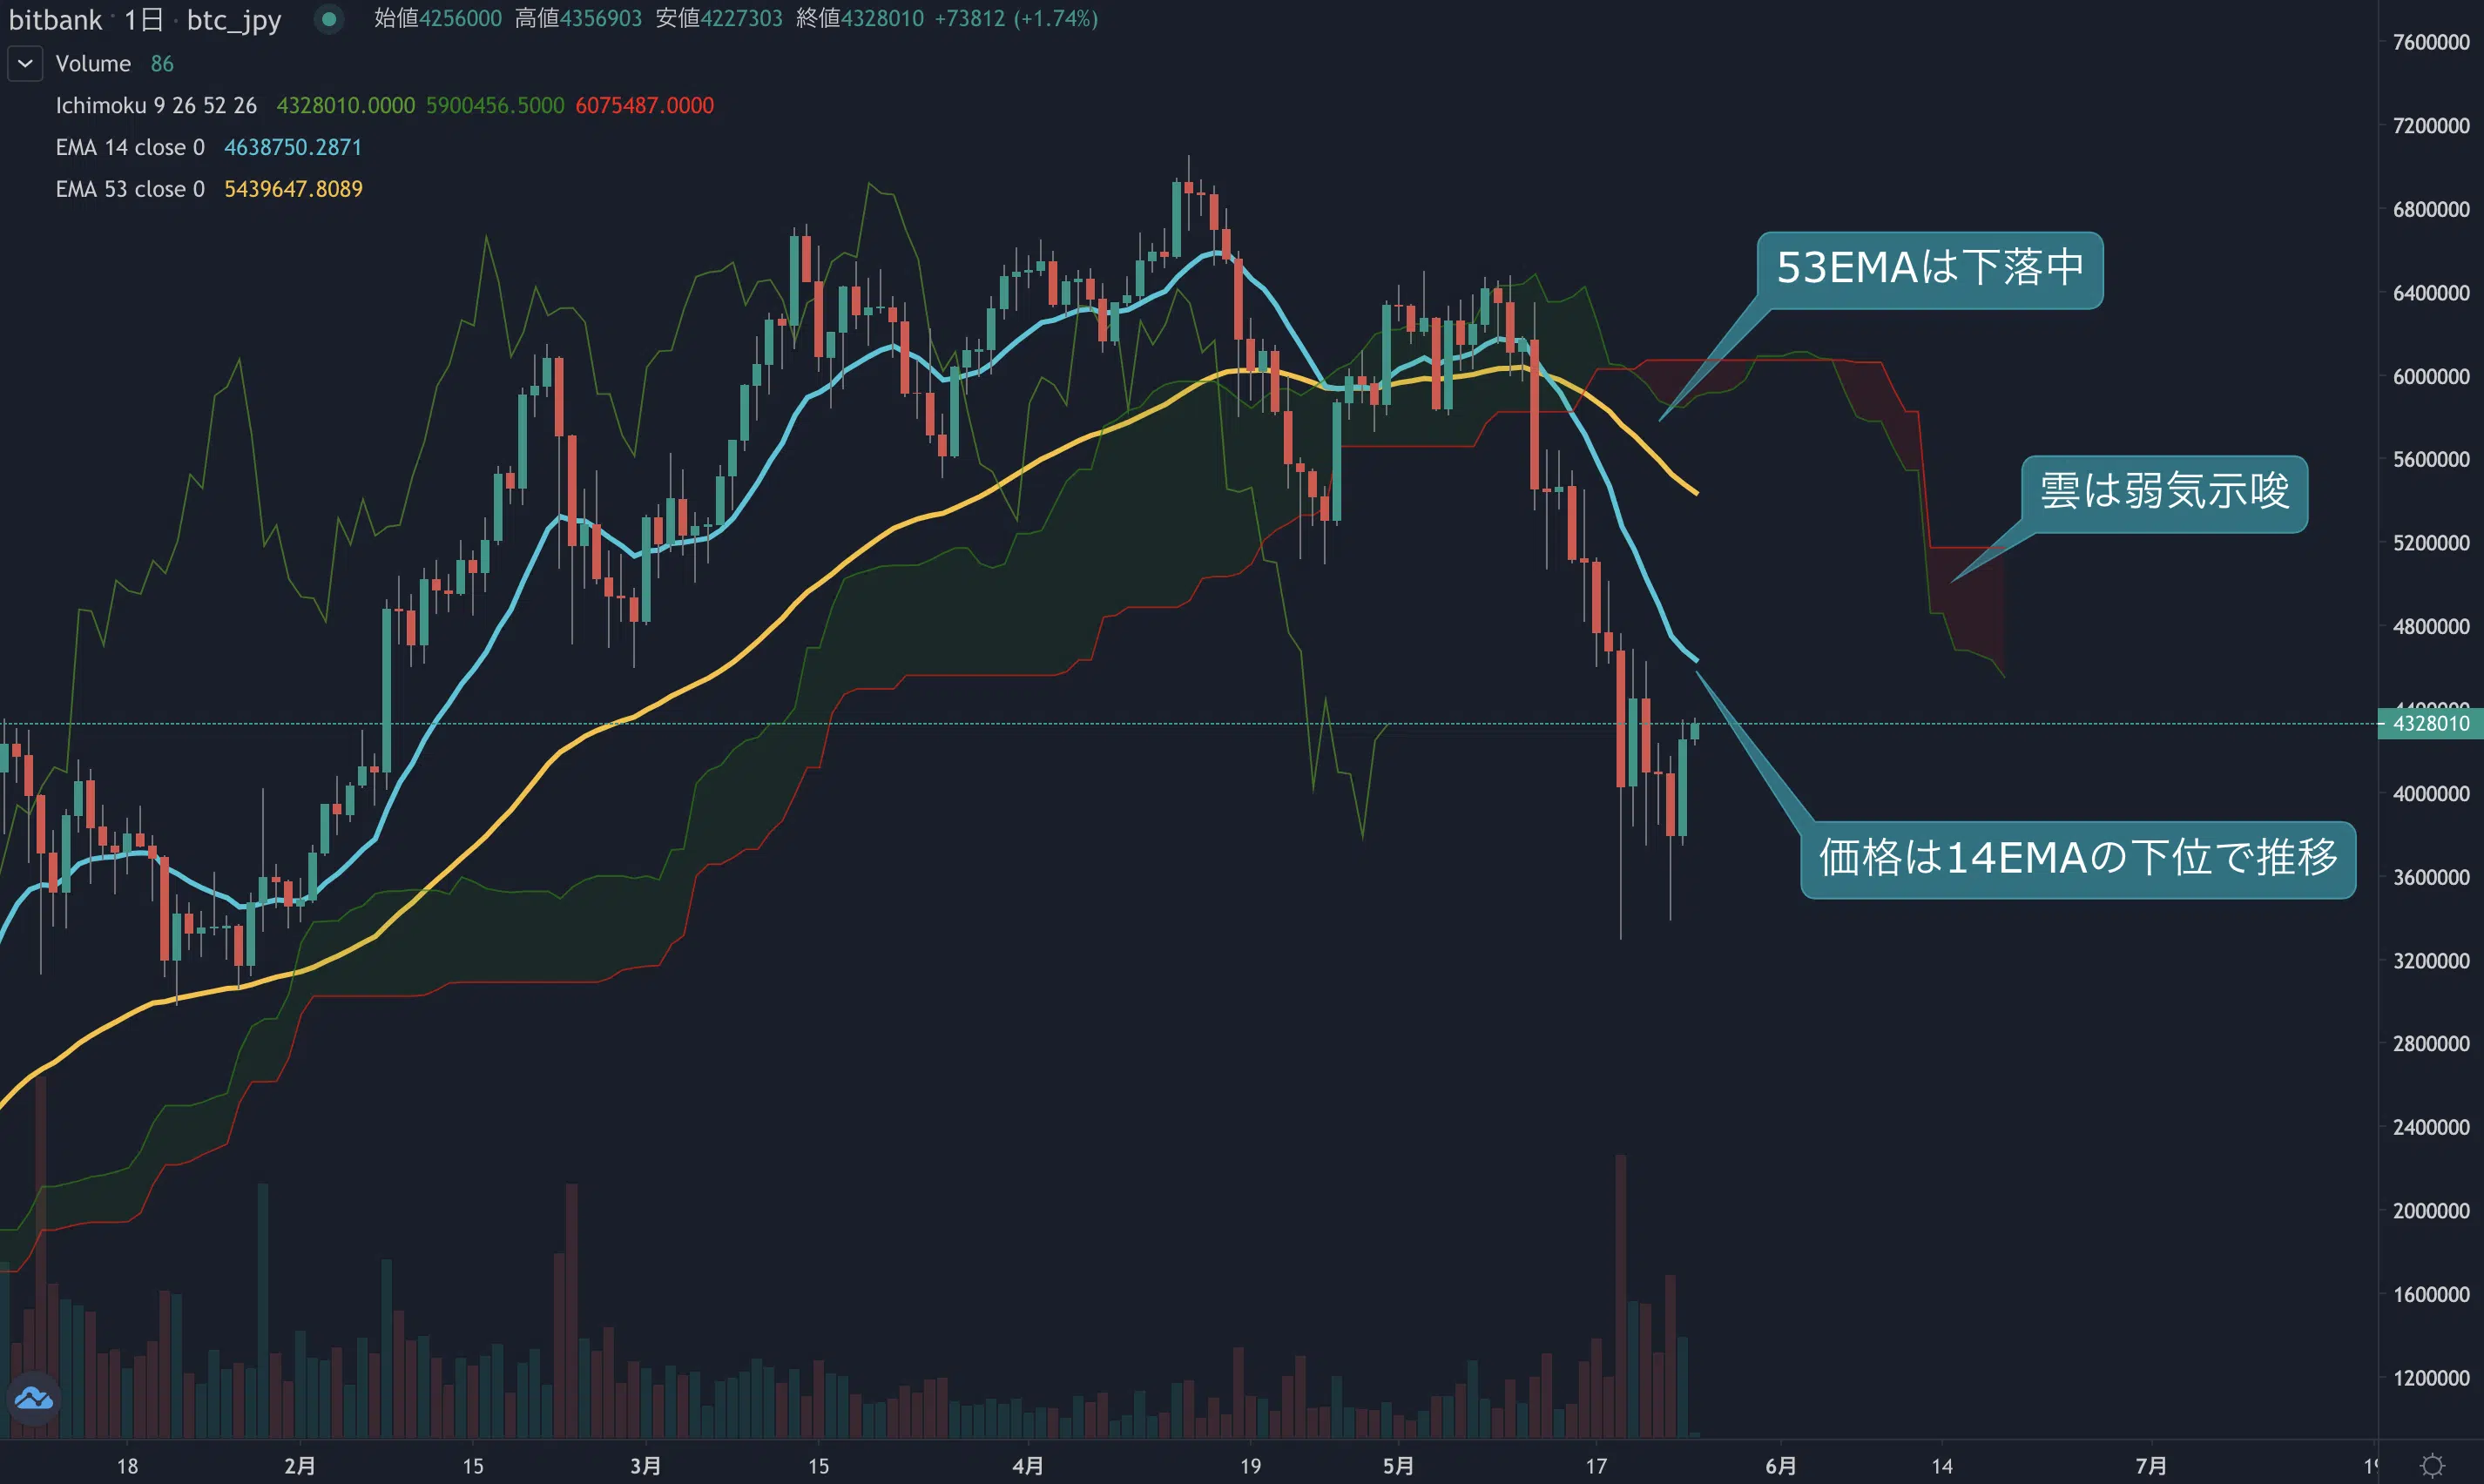 bitbank · 1日 · btc_jpy 始値4256000 高値4356903 安値4227303 終値4328010 +73812 (+1.74%)
Volume 86
Ichimoku 9 26 52 26 4328010.0000 5900456.5000 6075487.0000
EMA 14 close 0 4638750.2871
EMA 53 close 0 5439647.8089
53EMAは下落中
雲は弱気示唆
価格は14EMAの下位で推移
7600000
7200000
6800000
6400000
6000000
5600000
5200000
4800000
4400000
4328010
4000000
3600000
3200000
2800000
2400000
2000000
1600000
1200000
18 2月 15 3月 15 4月 19 5月 17 6月 14 7月